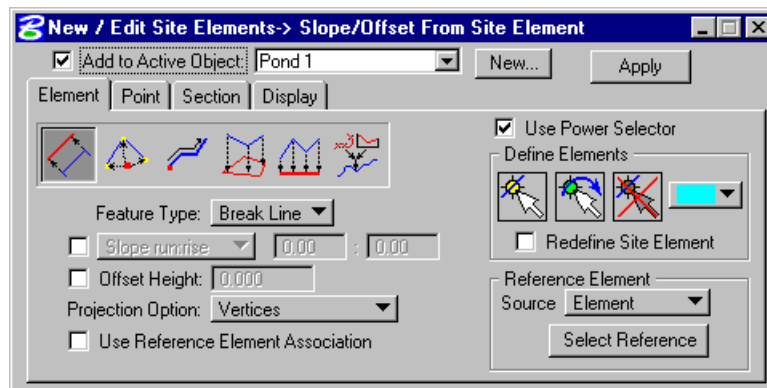 New / Edit Site Elements-> Slope/Offset From Site Element
Add to Active Object: Pond 1 New... Apply
Element Point Section Display
Use Power Selector
Define Elements
Feature Type: Break Line
Slope run:rise 0.00 : 0.00
Redefine Site Element
Offset Height: 0.000
Reference Element
Projection Option: Vertices
Source Element
Use Reference Element Association
Select Reference